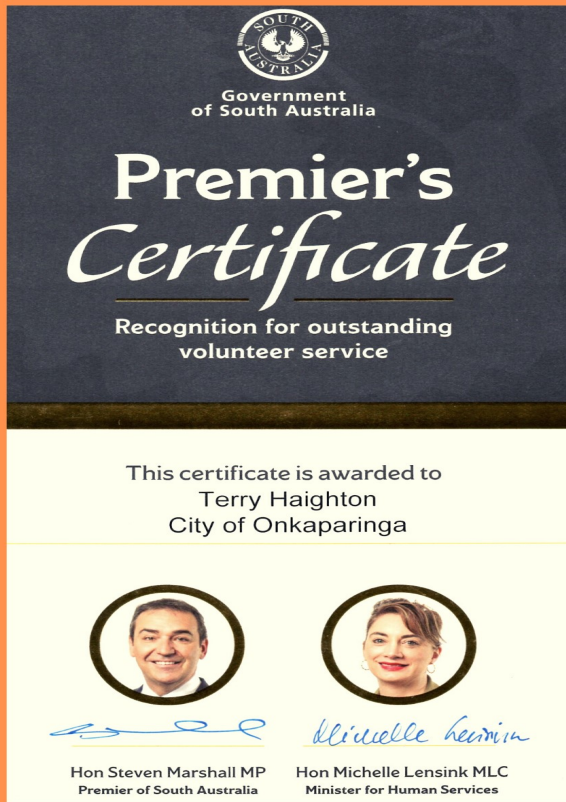 SOUTH
AUSTRALIA
Government
of South Australia
Premier's
Certificate
Recognition for outstanding
volunteer service
This certificate is awarded to
Terry Haighton
City of Onkaparinga
Michelle Lensink
Hon Steven Marshall MP
Premier of South Australia
Hon Michelle Lensink MLC
Minister for Human Services